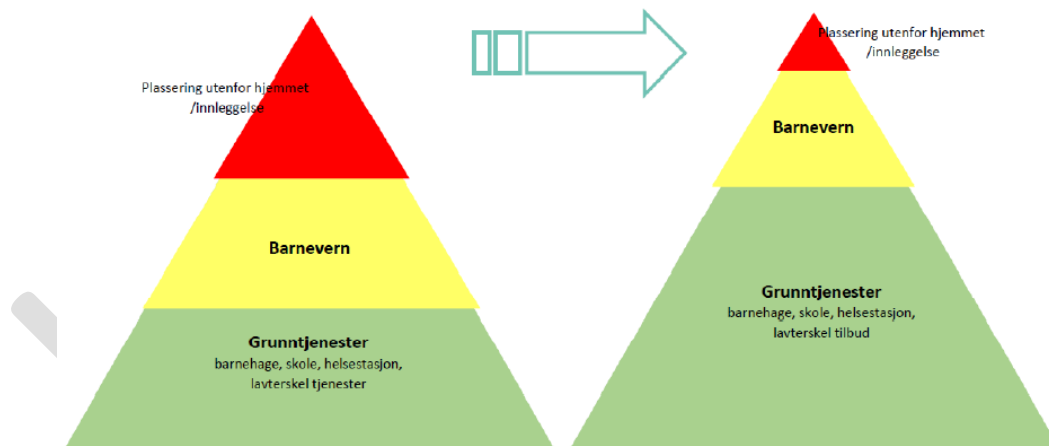 Plassering utenfor hjemmet
/innleggelse
Barnevern
Grunntjenester
barnehage, skole, helsestasjon,
lavterskel tjenester
Plassering utenfor hjemmet
/innleggelse
Barnevern
Grunntjenester
barnehage, skole, helsestasjon,
lavterskel tilbud